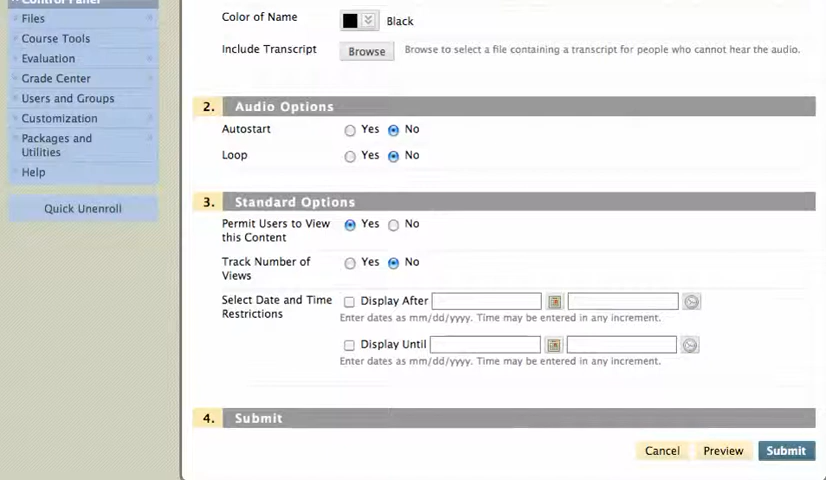 Control Panel
Files
Course Tools
Evaluation
Grade Center
Users and Groups
Customization
Packages and
Utilities
Help
Quick Unenroll
Color of Name
Black
Include Transcript
Browse
Browse to select a file containing a transcript for people who cannot hear the audio.
2. Audio Options
Autostart
Yes No
Loop
Yes No
3. Standard Options
Permit Users to View
this Content
Yes No
Track Number of
Views
Yes No
Select Date and Time
Restrictions
Display After
Enter dates as mm/dd/yyyy. Time may be entered in any increment.
Display Until
Enter dates as mm/dd/yyyy. Time may be entered in any increment.
4. Submit
Cancel Preview Submit